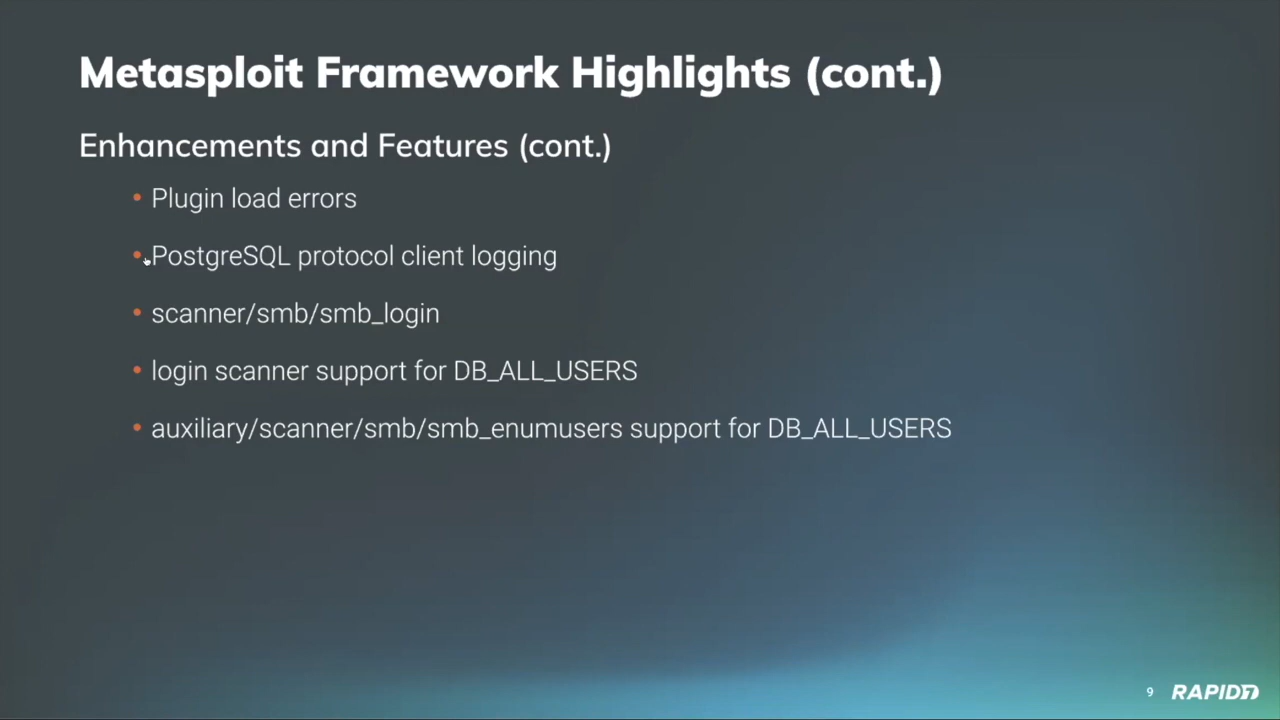 Metasploit Framework Highlights (cont.)
Enhancements and Features (cont.)
• Plugin load errors
• PostgreSQL protocol client logging
• scanner/smb/smb_login
• login scanner support for DB_ALL_USERS
• auxiliary/scanner/smb/smb_enumusers support for DB_ALL_USERS
9 RAPID7